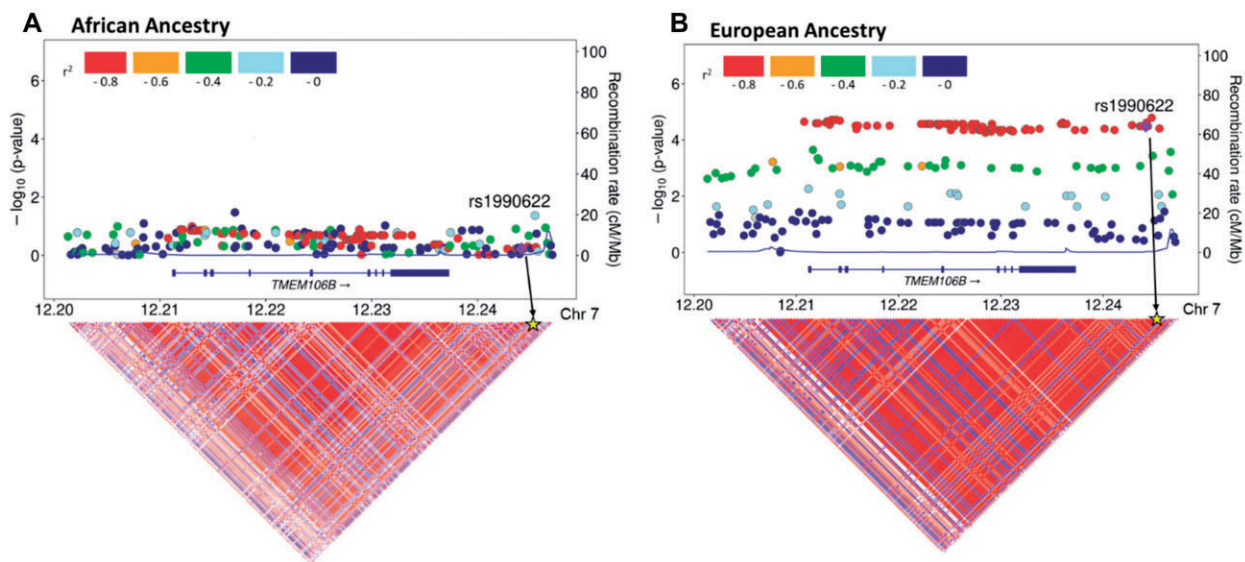 A African Ancestry
r²
- 0.8 - 0.6 - 0.4 - 0.2 - 0
6
4
2
0
– log₁₀ (p-value)
100
80
60
40
20
0
Recombination rate (cM/Mb)
rs1990622
TMEM106B →
12.20 12.21 12.22 12.23 12.24 Chr 7
B European Ancestry
r²
- 0.8 - 0.6 - 0.4 - 0.2 - 0
6
4
2
0
– log₁₀ (p-value)
100
80
60
40
20
0
Recombination rate (cM/Mb)
rs1990622
TMEM106B →
12.20 12.21 12.22 12.23 12.24 Chr 7